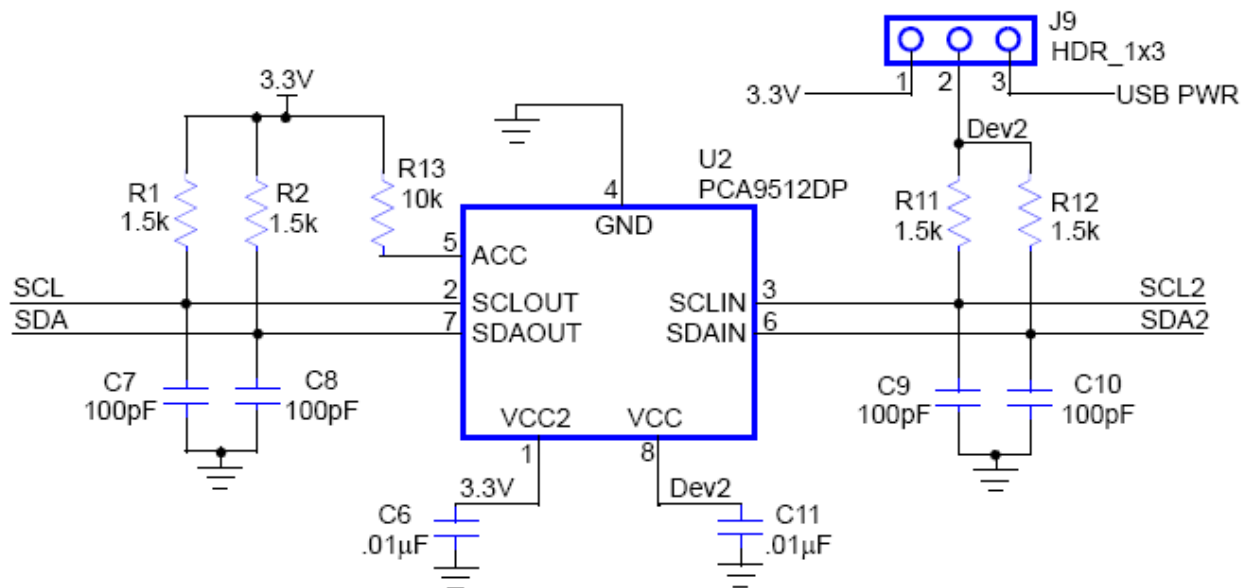 J9
HDR_1x3
1
2
3
3.3V
USB PWR
Dev2
3.3V
R1
1.5k
R2
1.5k
R13
10k
U2
PCA9512DP
4
GND
R11
1.5k
R12
1.5k
5
ACC
SCL
2
SCLOUT
SCLIN
3
SCL2
SDA
7
SDAOUT
SDAIN
6
SDA2
C7
100pF
C8
100pF
C9
100pF
C10
100pF
VCC2
VCC
1
8
3.3V
Dev2
C6
.01µF
C11
.01µF